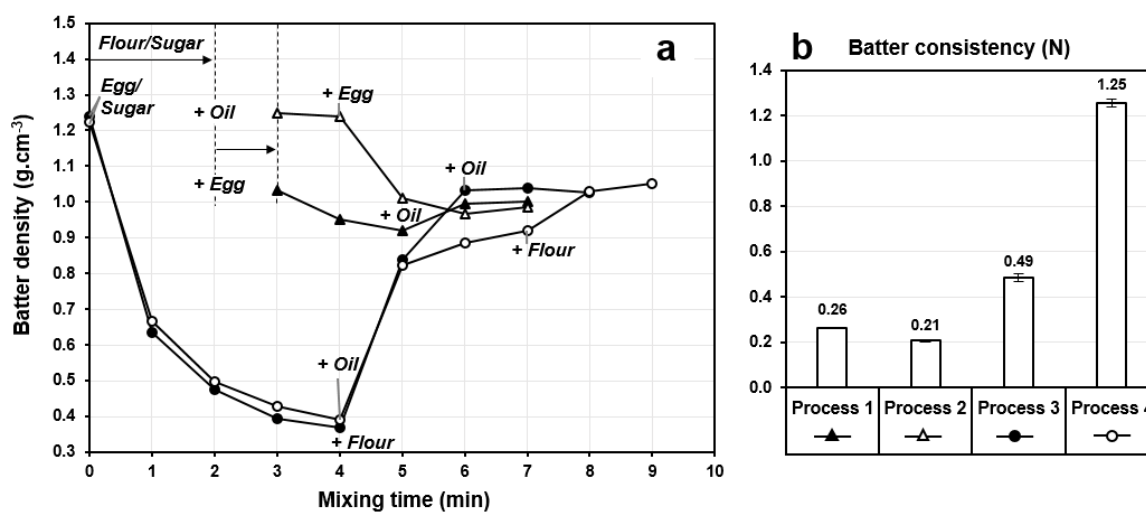 a
Batter density (g.cm⁻³)
1.5
1.4
1.3
1.2
1.1
1.0
0.9
0.8
0.7
0.6
0.5
0.4
0.3
Flour/Sugar
Egg/
Sugar
+ Oil
+ Egg
+ Egg
+ Oil
+ Oil
+ Flour
+ Oil
+ Flour
0 1 2 3 4 5 6 7 8 9 10
Mixing time (min)
b Batter consistency (N)
1.4
1.2
1.0
0.8
0.6
0.4
0.2
0.0
0.26
0.21
0.49
1.25
Process 1 Process 2 Process 3 Process 4